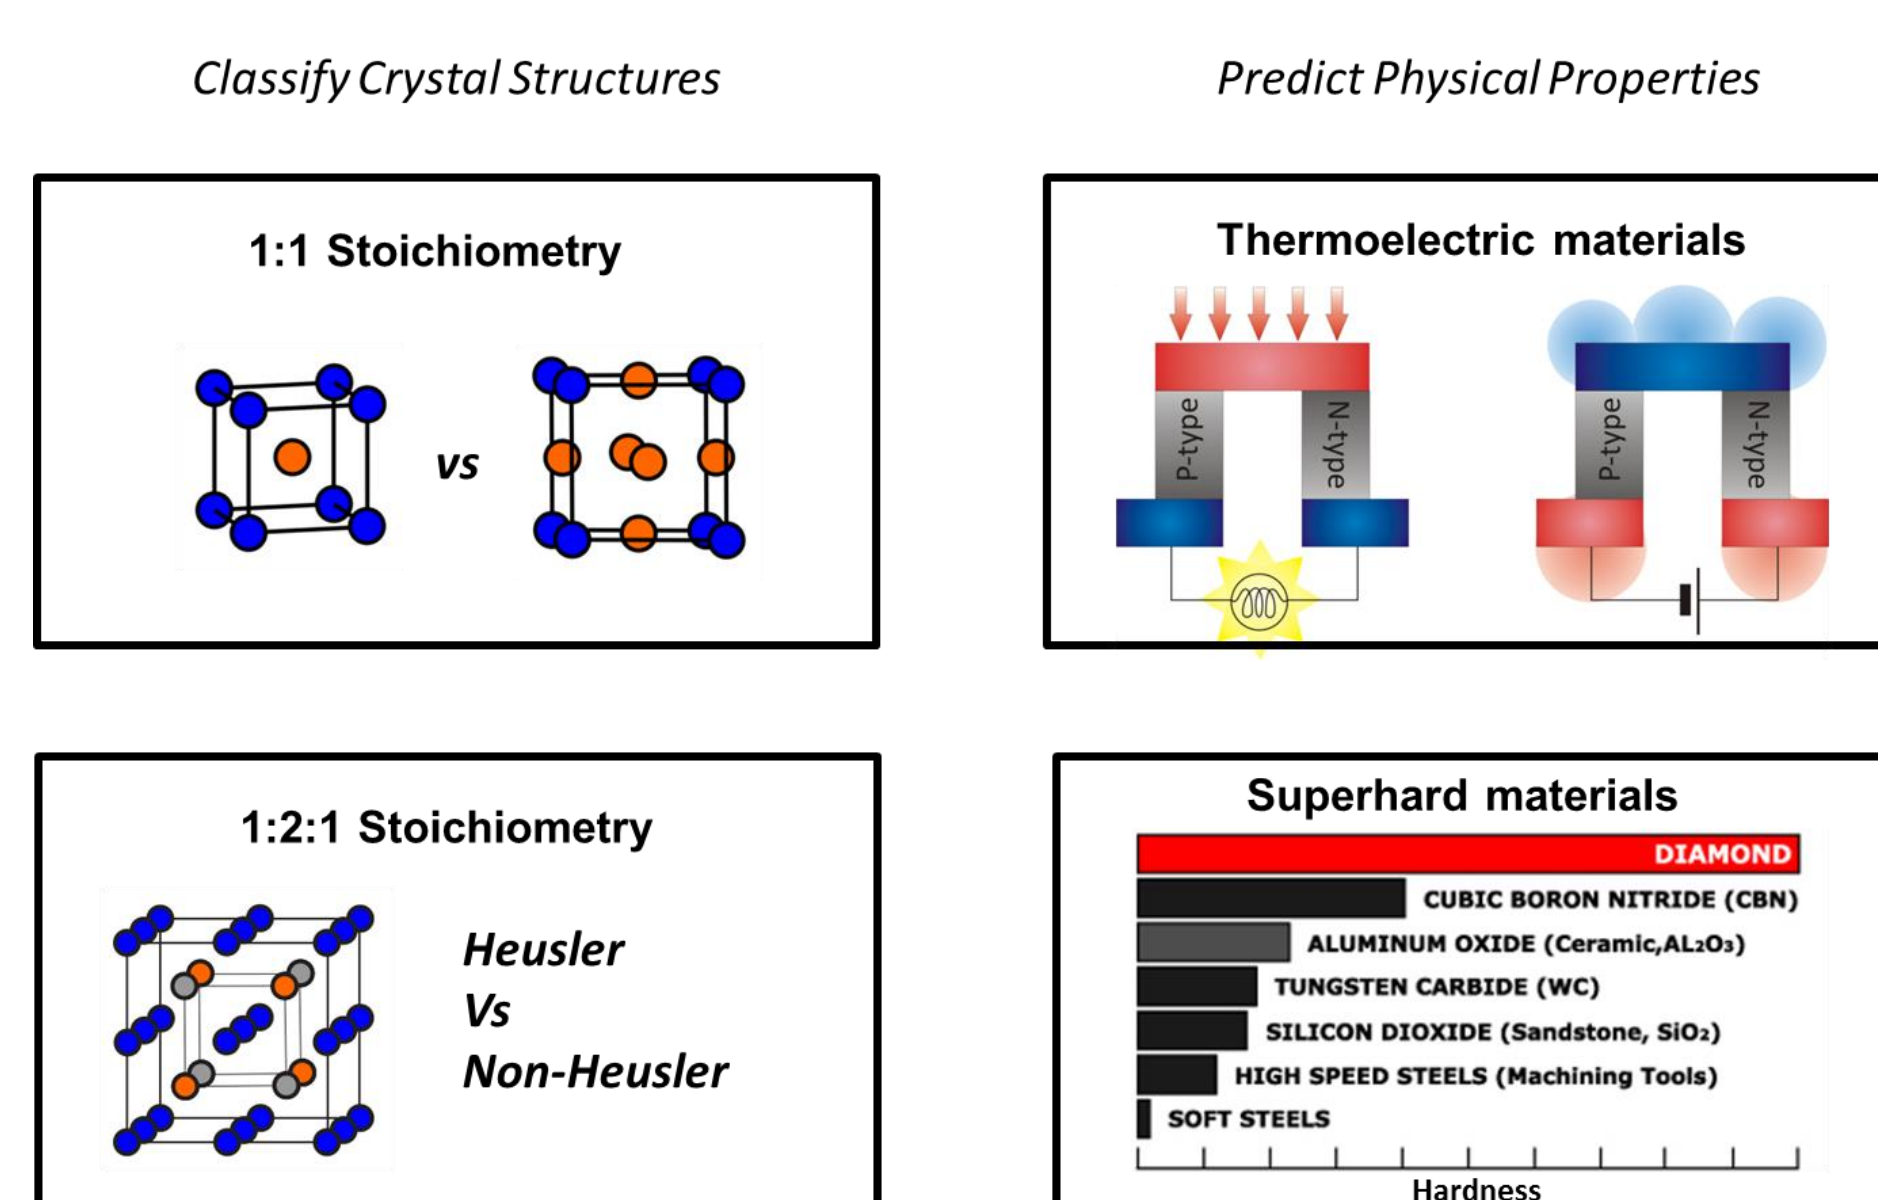 Classify Crystal Structures
Predict Physical Properties
1:1 Stoichiometry
vs
Thermoelectric materials
P-type
N-type
P-type
N-type
1:2:1 Stoichiometry
Heusler
Vs
Non-Heusler
Superhard materials
DIAMOND
CUBIC BORON NITRIDE (CBN)
ALUMINUM OXIDE (Ceramic,AL₂O₃)
TUNGSTEN CARBIDE (WC)
SILICON DIOXIDE (Sandstone, SiO₂)
HIGH SPEED STEELS (Machining Tools)
SOFT STEELS
Hardness